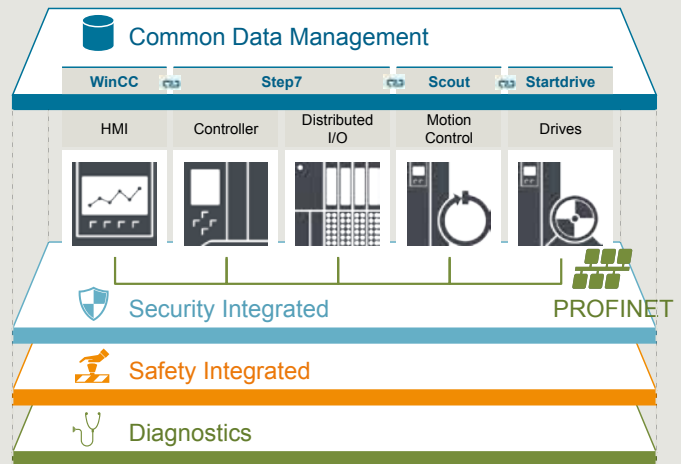 Common Data Management
WinCC Step7 Scout Startdrive
HMI Controller Distributed I/O Motion Control Drives
PROFINET
Security Integrated
Safety Integrated
Diagnostics